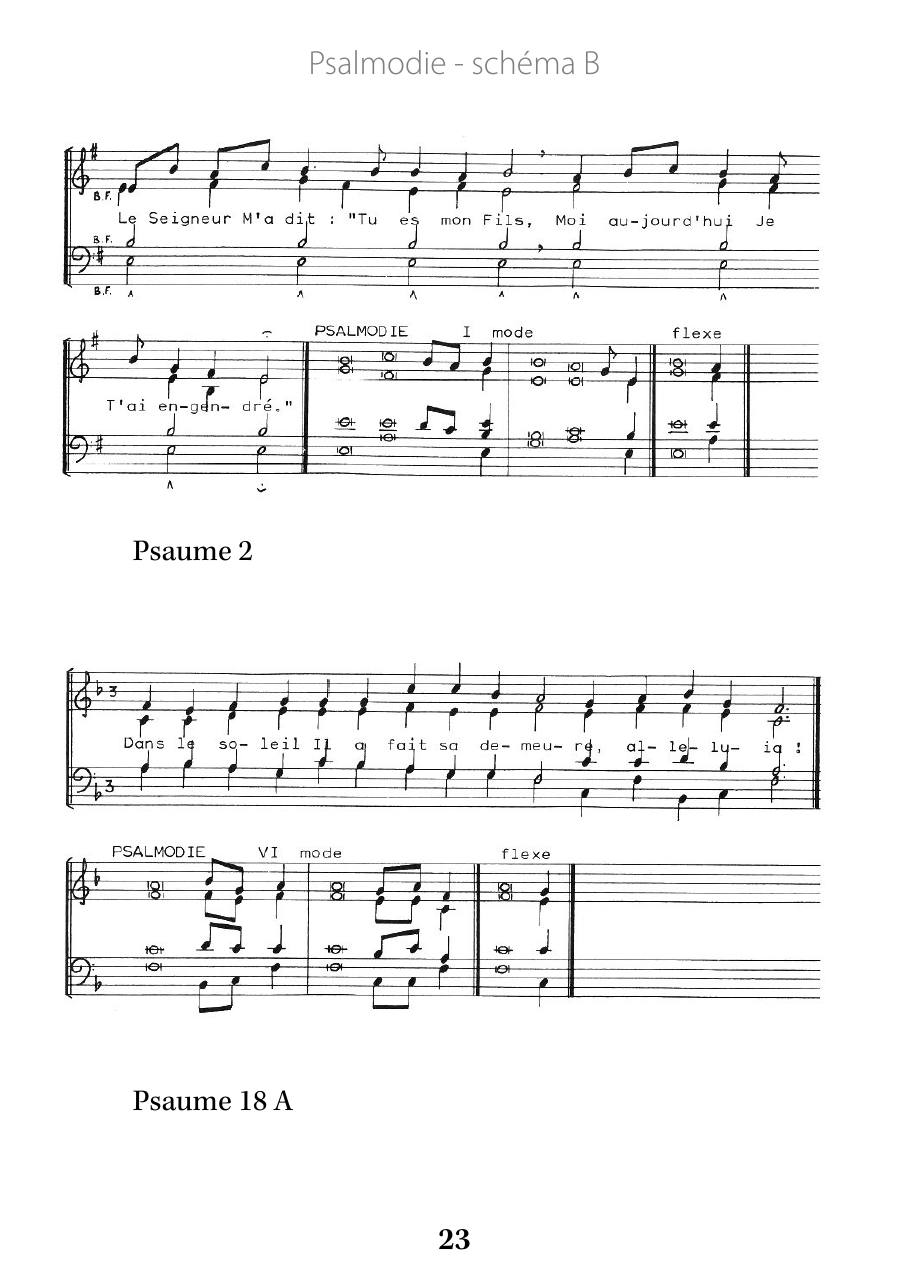 Psalmodie - schéma B
B.F.
Le Seigneur M'a dit : "Tu es mon Fils, Moi au-jourd'hui Je
B.F.
B.F.
PSALMODIE I mode flexe
T'ai en-gen- dré."
Psaume 2
3
Dans le so- leil Il a fait sa de- meu- re, al- le- lu- ia :
3
PSALMODIE VI mode flexe
Psaume 18 A
23